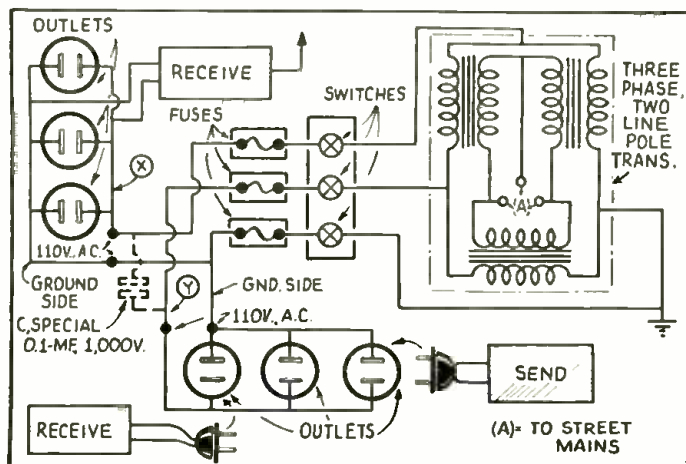 OUTLETS
RECEIVE
FUSES
SWITCHES
THREE
PHASE,
TWO
LINE
POLE
TRANS.
X
(A)
110V., A.C.
GROUND
SIDE
Y
GND. SIDE
C, SPECIAL
0.1-MF., 1,000V.
110V., A.C.
SEND
RECEIVE
OUTLETS
(A)= TO STREET
MAINS